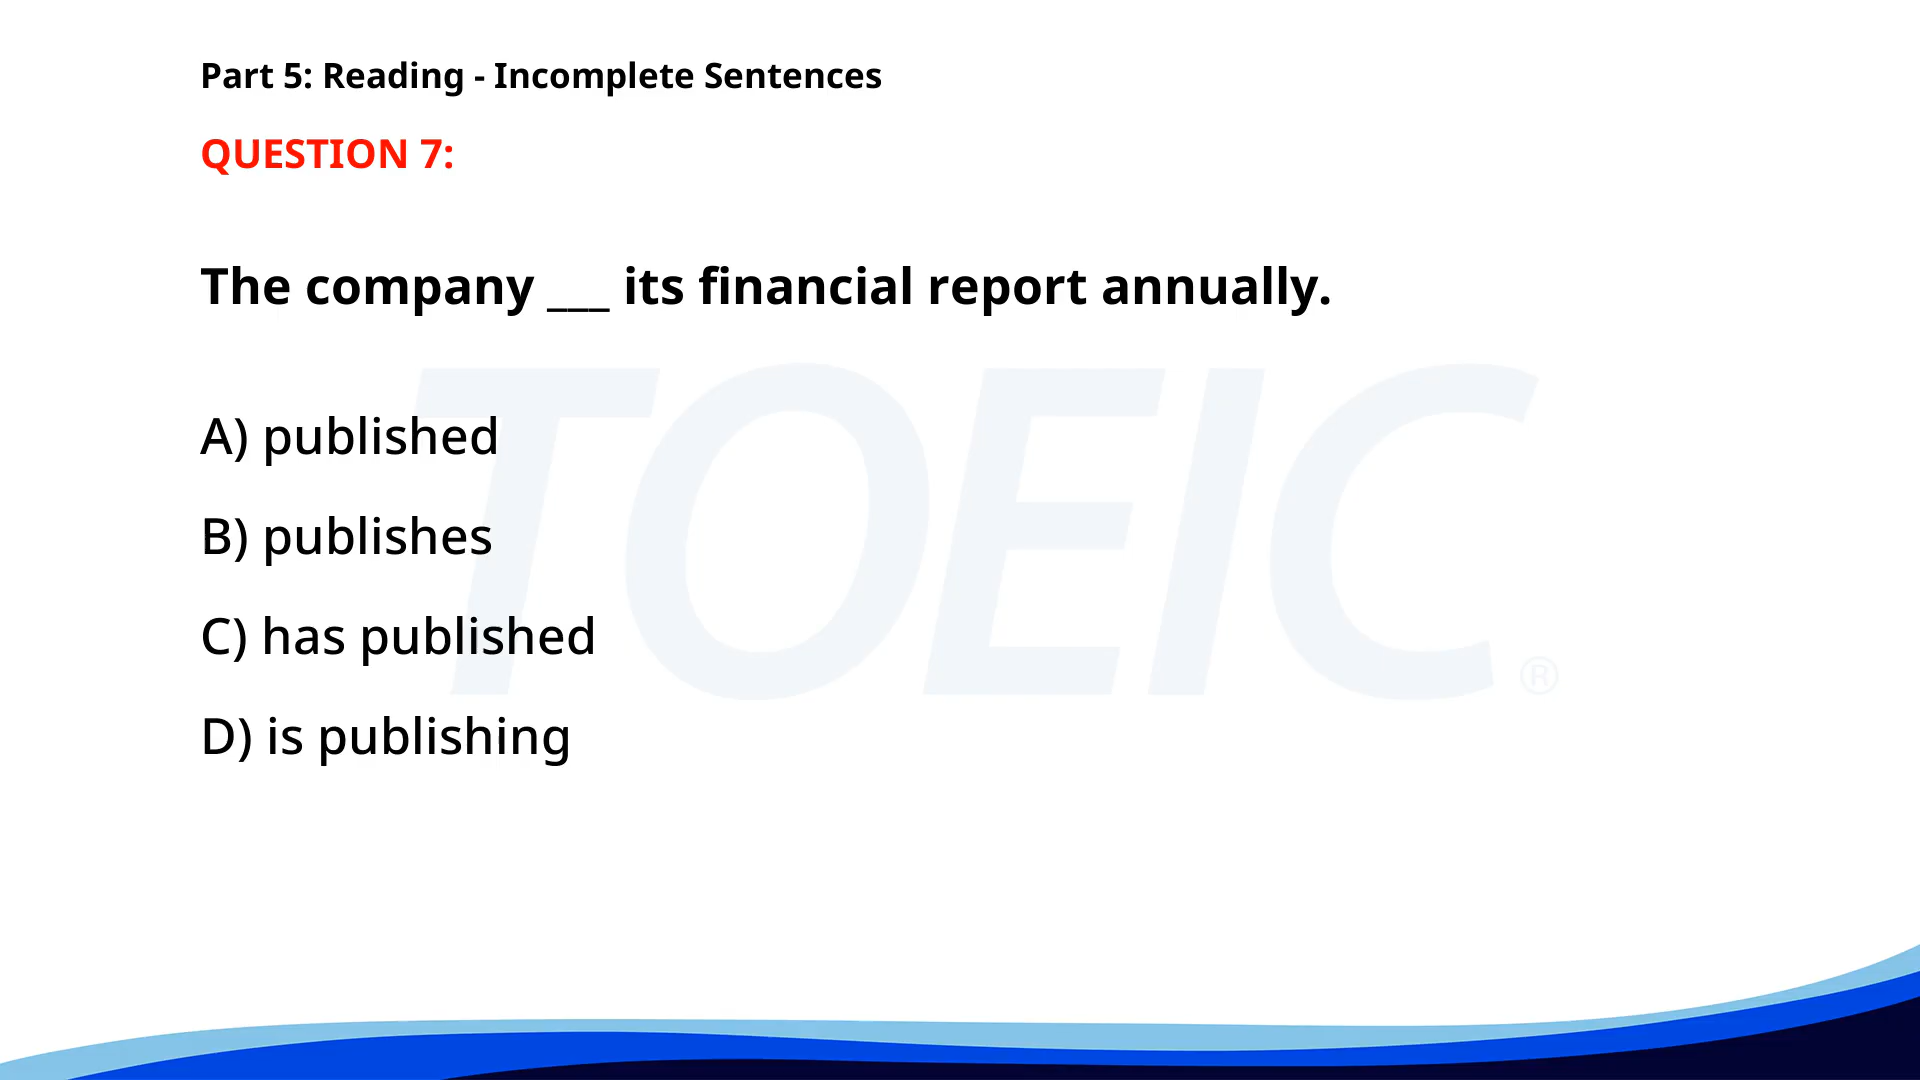 Part 5: Reading - Incomplete Sentences
QUESTION 7:
The company ___ its financial report annually.
TOEIC®
A) published
B) publishes
C) has published
D) is publishing